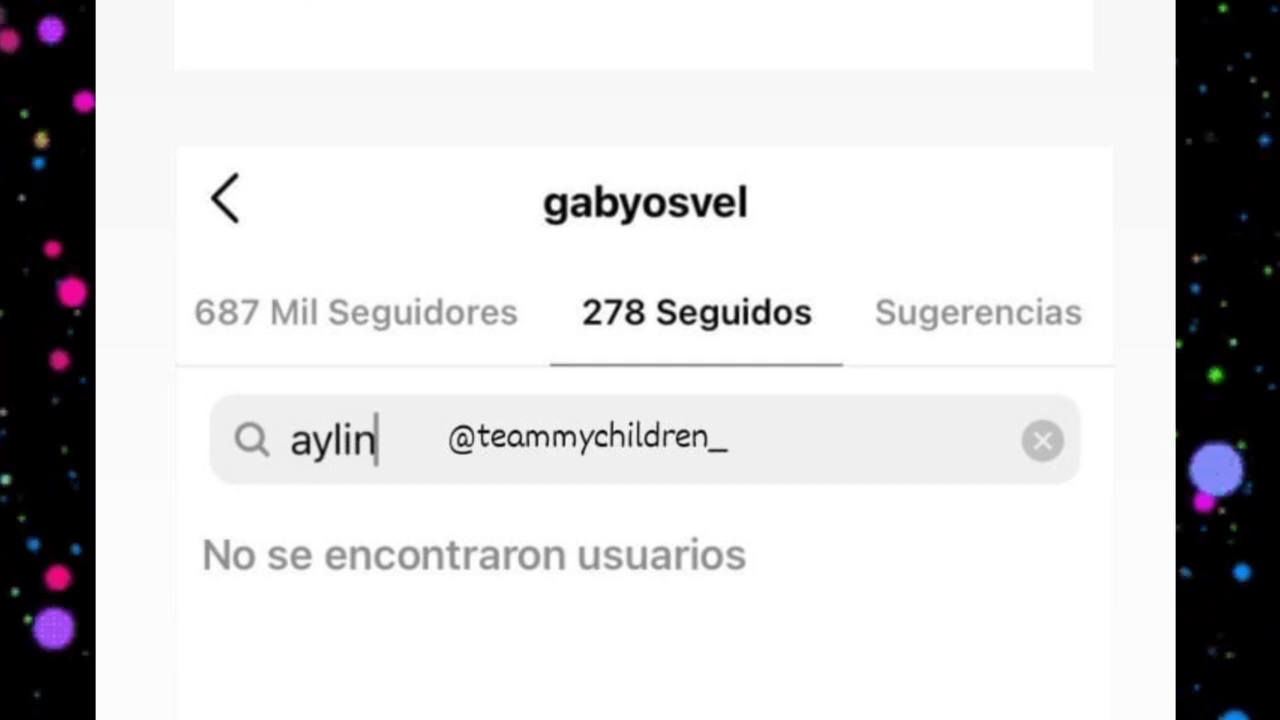 gabyosvel
687 Mil Seguidores 278 Seguidos Sugerencias
aylin @teammychildren_
No se encontraron usuarios